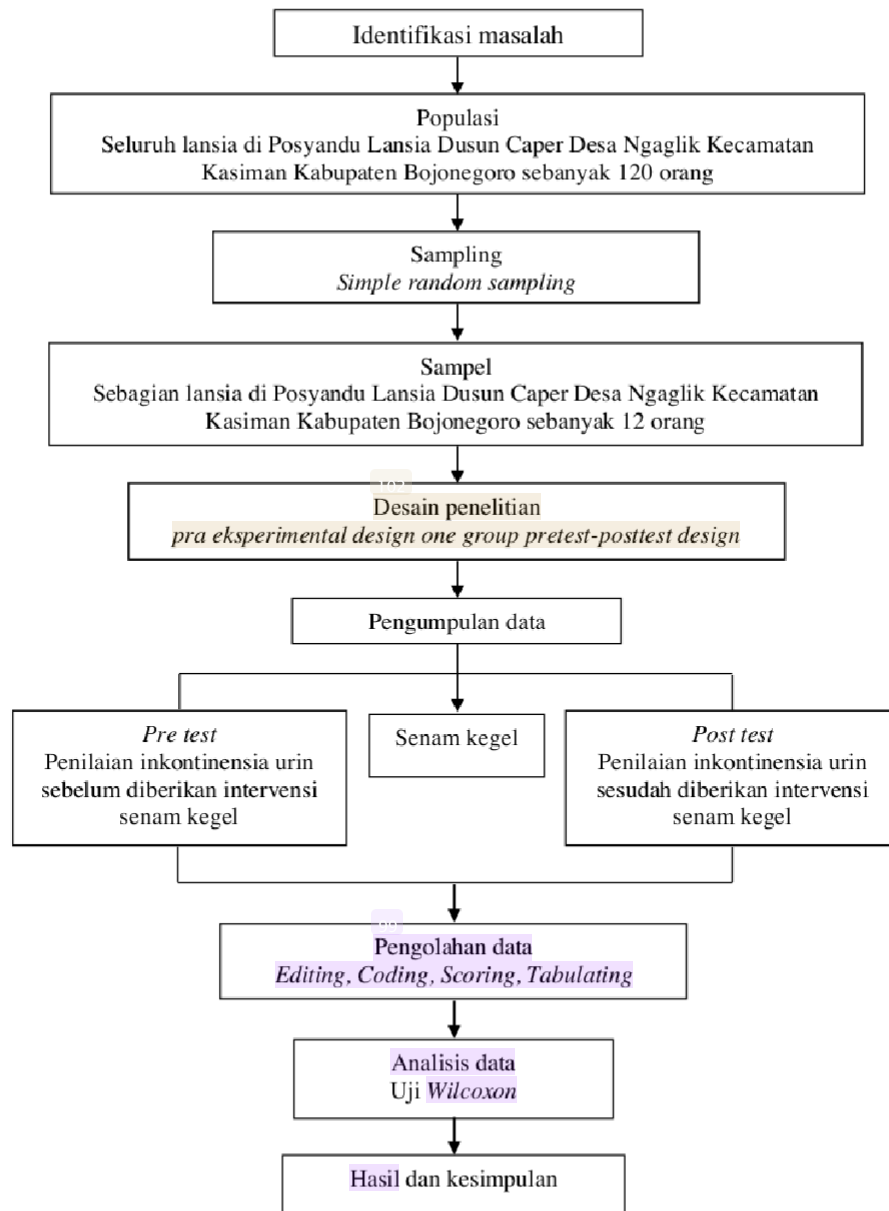 Identifikasi masalah
Populasi
Seluruh lansia di Posyandu Lansia Dusun Caper Desa Ngaglik Kecamatan
Kasiman Kabupaten Bojonegoro sebanyak 120 orang
Sampling
Simple random sampling
Sampel
Sebagian lansia di Posyandu Lansia Dusun Caper Desa Ngaglik Kecamatan
Kasiman Kabupaten Bojonegoro sebanyak 12 orang
Desain penelitian
pra eksperimental design one group pretest-posttest design
Pengumpulan data
Pre test
Penilaian inkontinensia urin
sebelum diberikan intervensi
senam kegel
Senam kegel
Post test
Penilaian inkontinensia urin
sesudah diberikan intervensi
senam kegel
Pengolahan data
Editing, Coding, Scoring, Tabulating
Analisis data
Uji Wilcoxon
Hasil dan kesimpulan